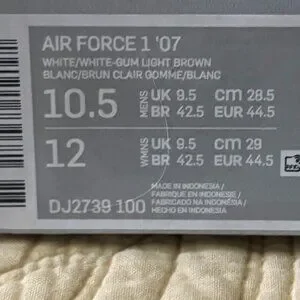 AIR FORCE 1 '07
WHITE/WHITE-GUM LIGHT BROWN
BLANC/BRUN CLAIR GOMME/BLANC
10.5 MENS UK 9.5 CM 28.5
BR 42.5 EUR 44.5
12 WMNS UK 9.5 CM 29
BR 42.5 EUR 44.5
MADE IN INDONESIA /
FABRIQUE EN INDONESIE /
FABRICADO NA INDONÉSIA /
HECHO EN INDONESIA
DJ2739 100